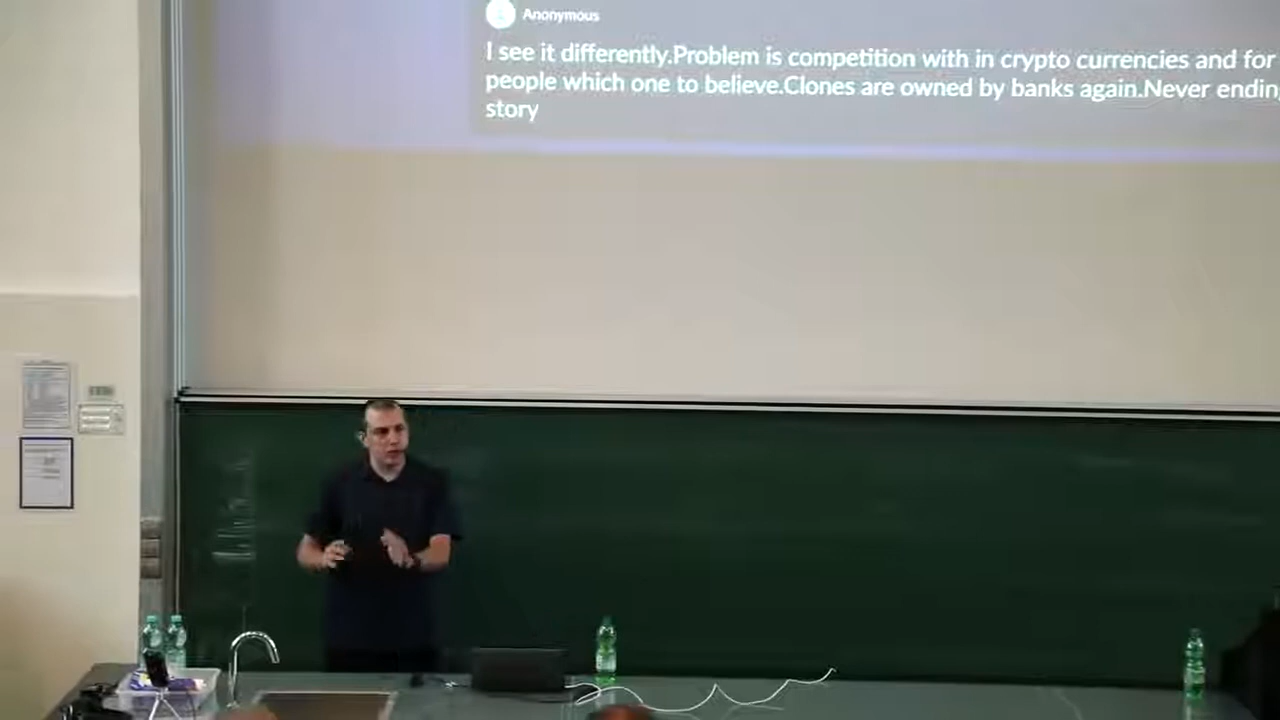 Anonymous
I see it differently.Problem is competition with in crypto currencies and for
people which one to believe.Clones are owned by banks again.Never ending
story